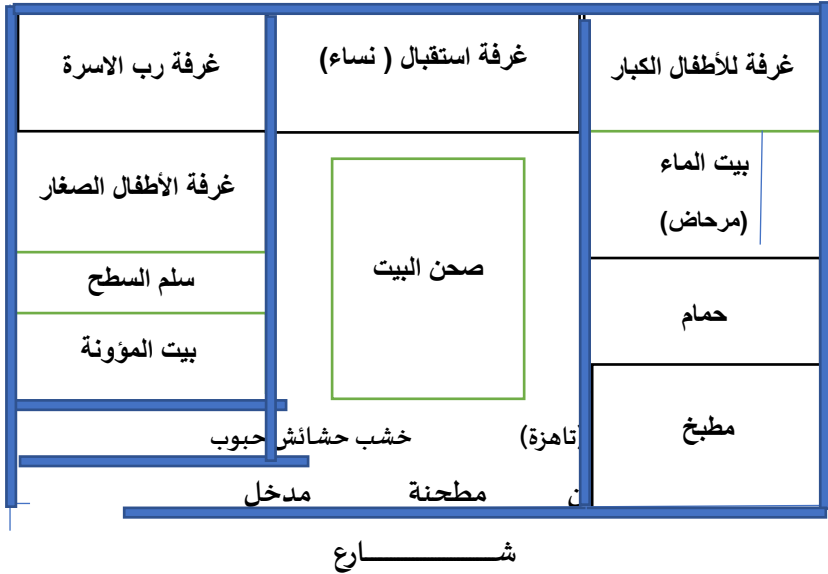 غرفة للأطفال الكبار
غرفة استقبال ( نساء)
غرفة رب الاسرة
بيت الماء
(مرحاض)
غرفة الأطفال الصغار
صحن البيت
سلم السطح
حمام
بيت المؤونة
مطبخ
(تاهزة) خشب حشائش حبوب
مطحنة مدخل
شـــــــــارع